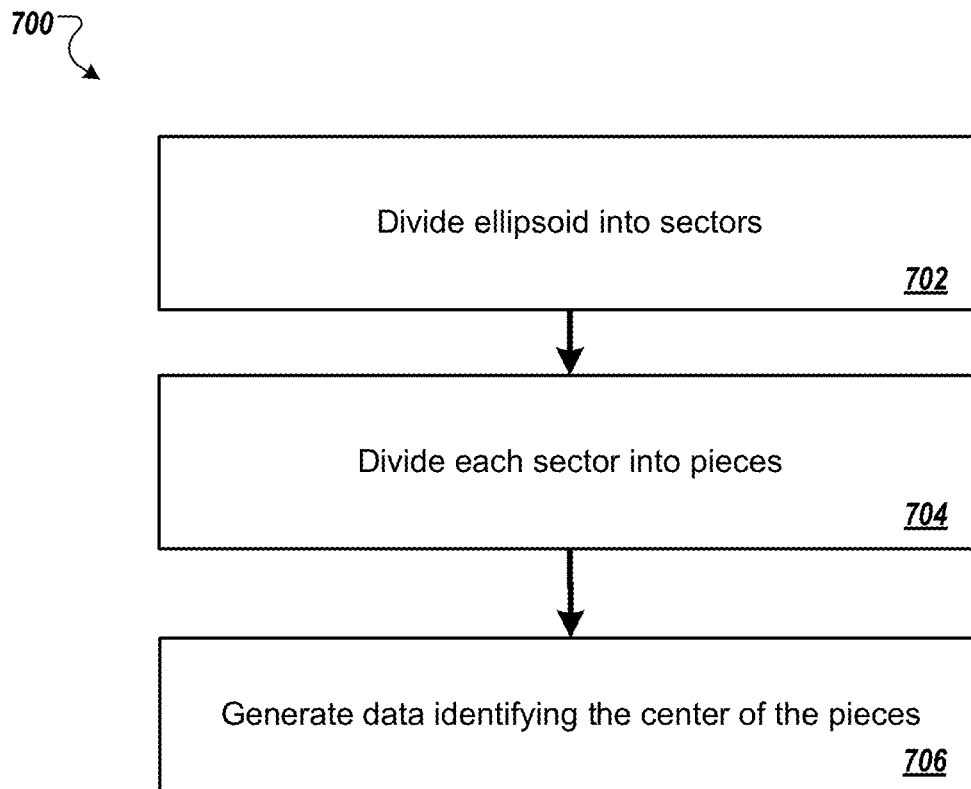 700
Divide ellipsoid into sectors
702
Divide each sector into pieces
704
Generate data identifying the center of the pieces
706